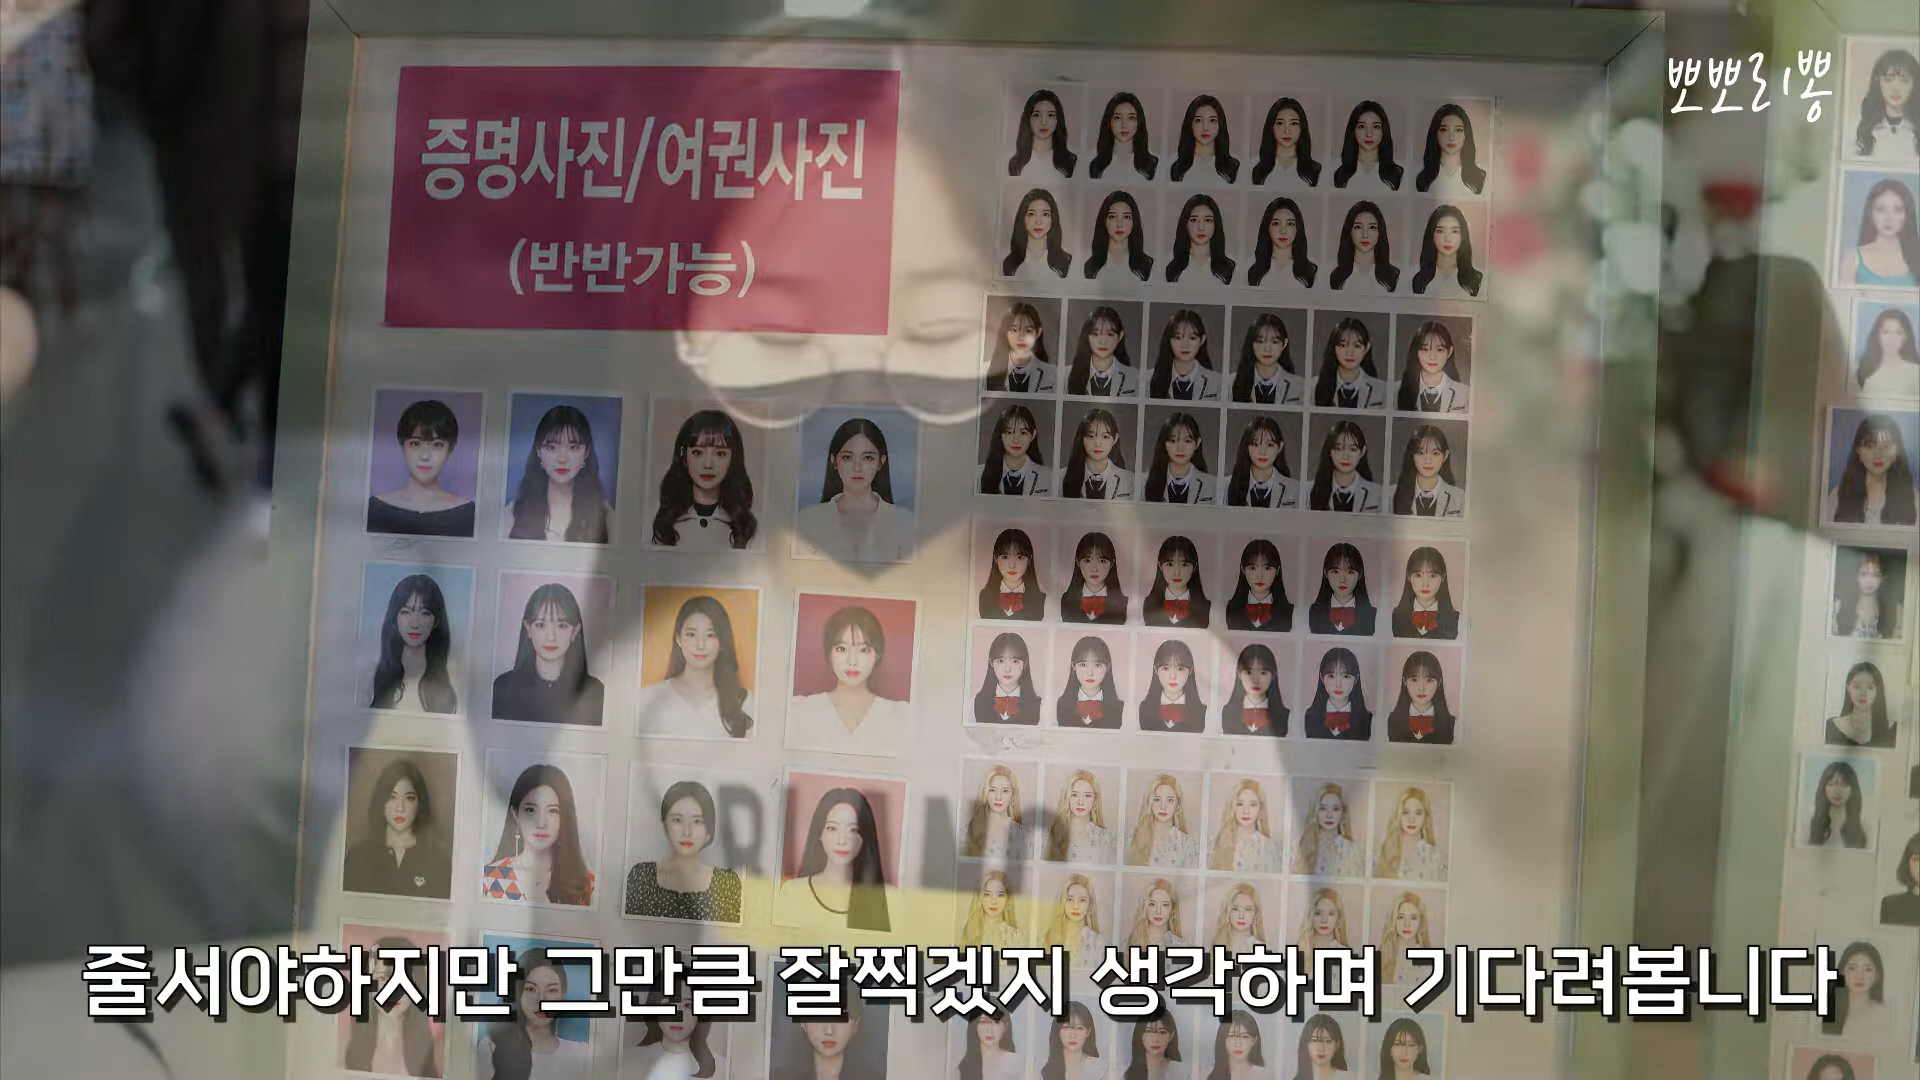 뽀뽀리뽕
증명사진/여권사진
(반반가능)
줄서야하지만 그만큼 잘찍겠지 생각하며 기다려봅니다